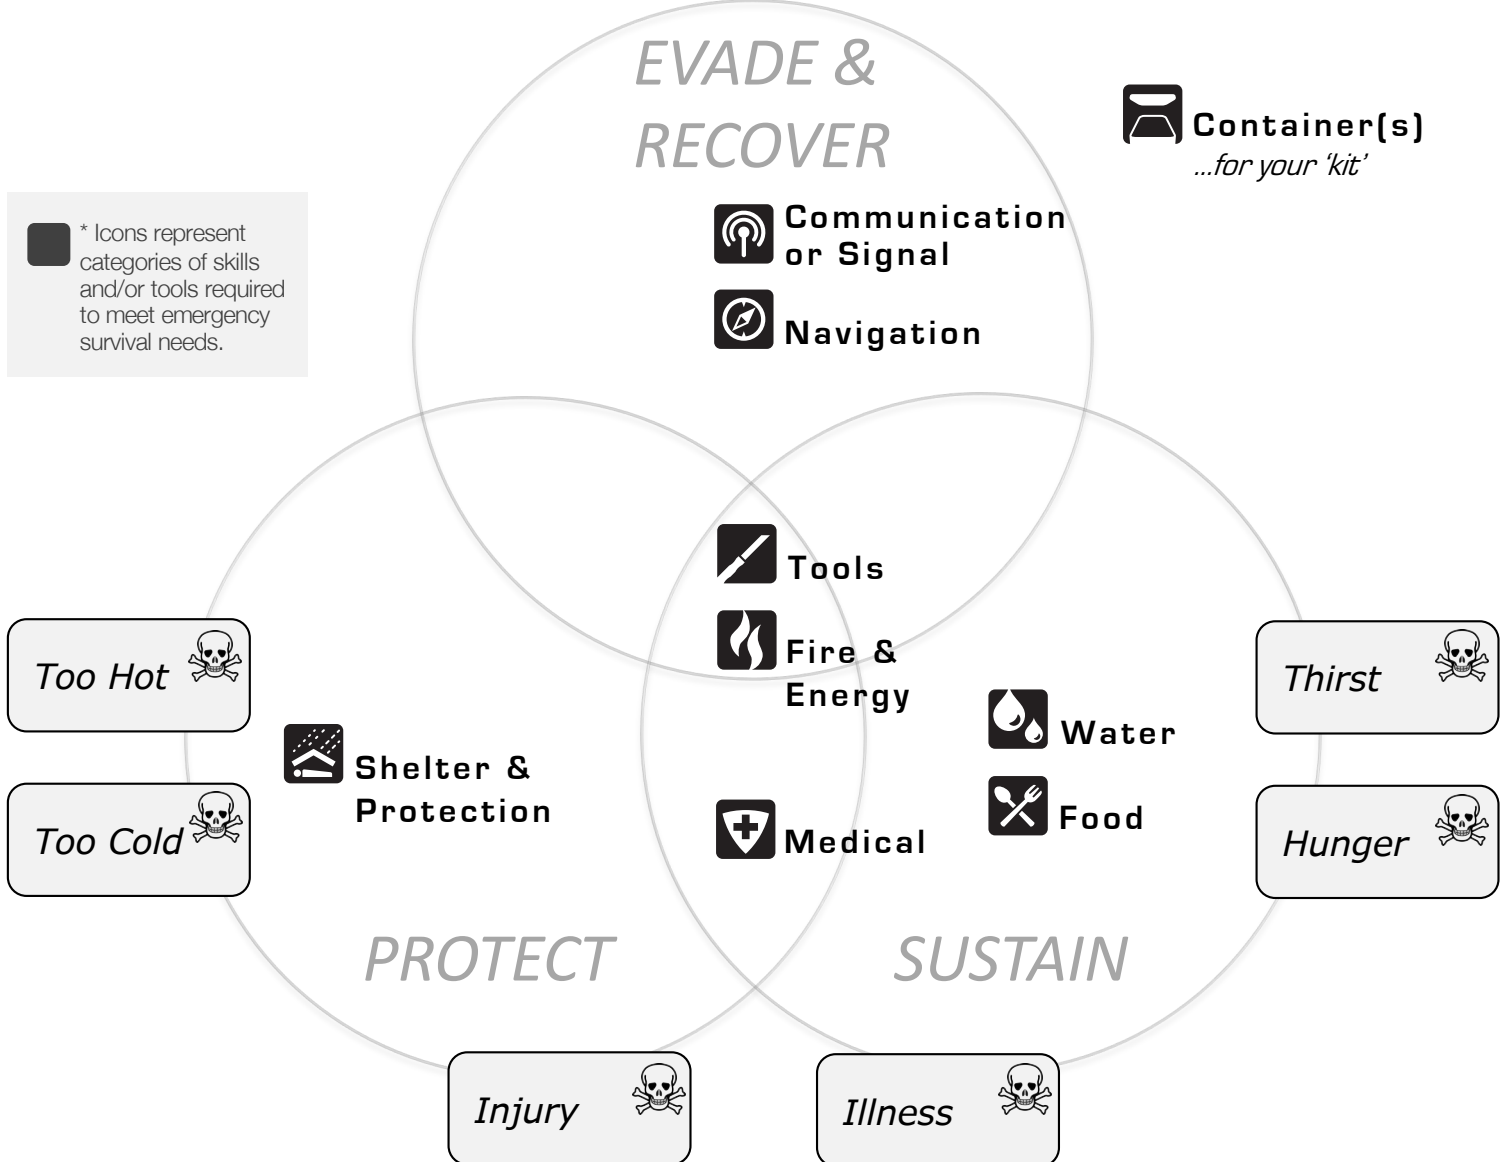 EVADE &
RECOVER
Container(s)
...for your ‘kit’
Communication
or Signal
Navigation
* Icons represent
categories of skills
and/or tools required
to meet emergency
survival needs.
Tools
Fire &
Energy
Too Hot
Thirst
Water
Shelter &
Protection
Food
Medical
Too Cold
Hunger
PROTECT
SUSTAIN
Injury
Illness